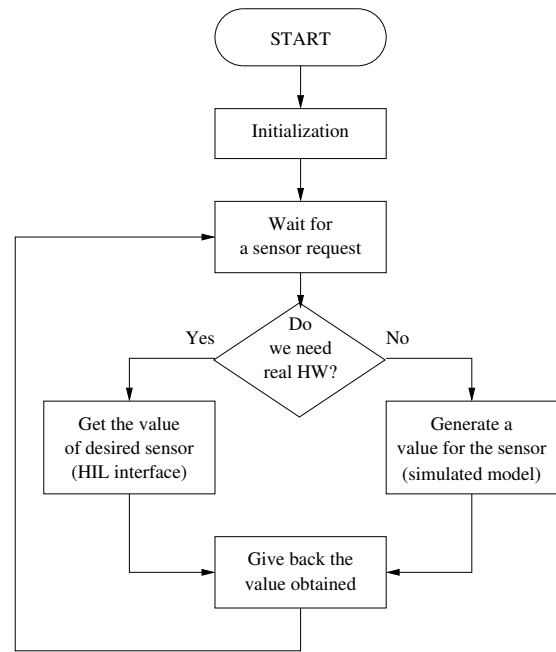 START
Initialization
Wait for
a sensor request
Do
we need
real HW?
Yes
No
Get the value
of desired sensor
(HIL interface)
Generate a
value for the sensor
(simulated model)
Give back the
value obtained